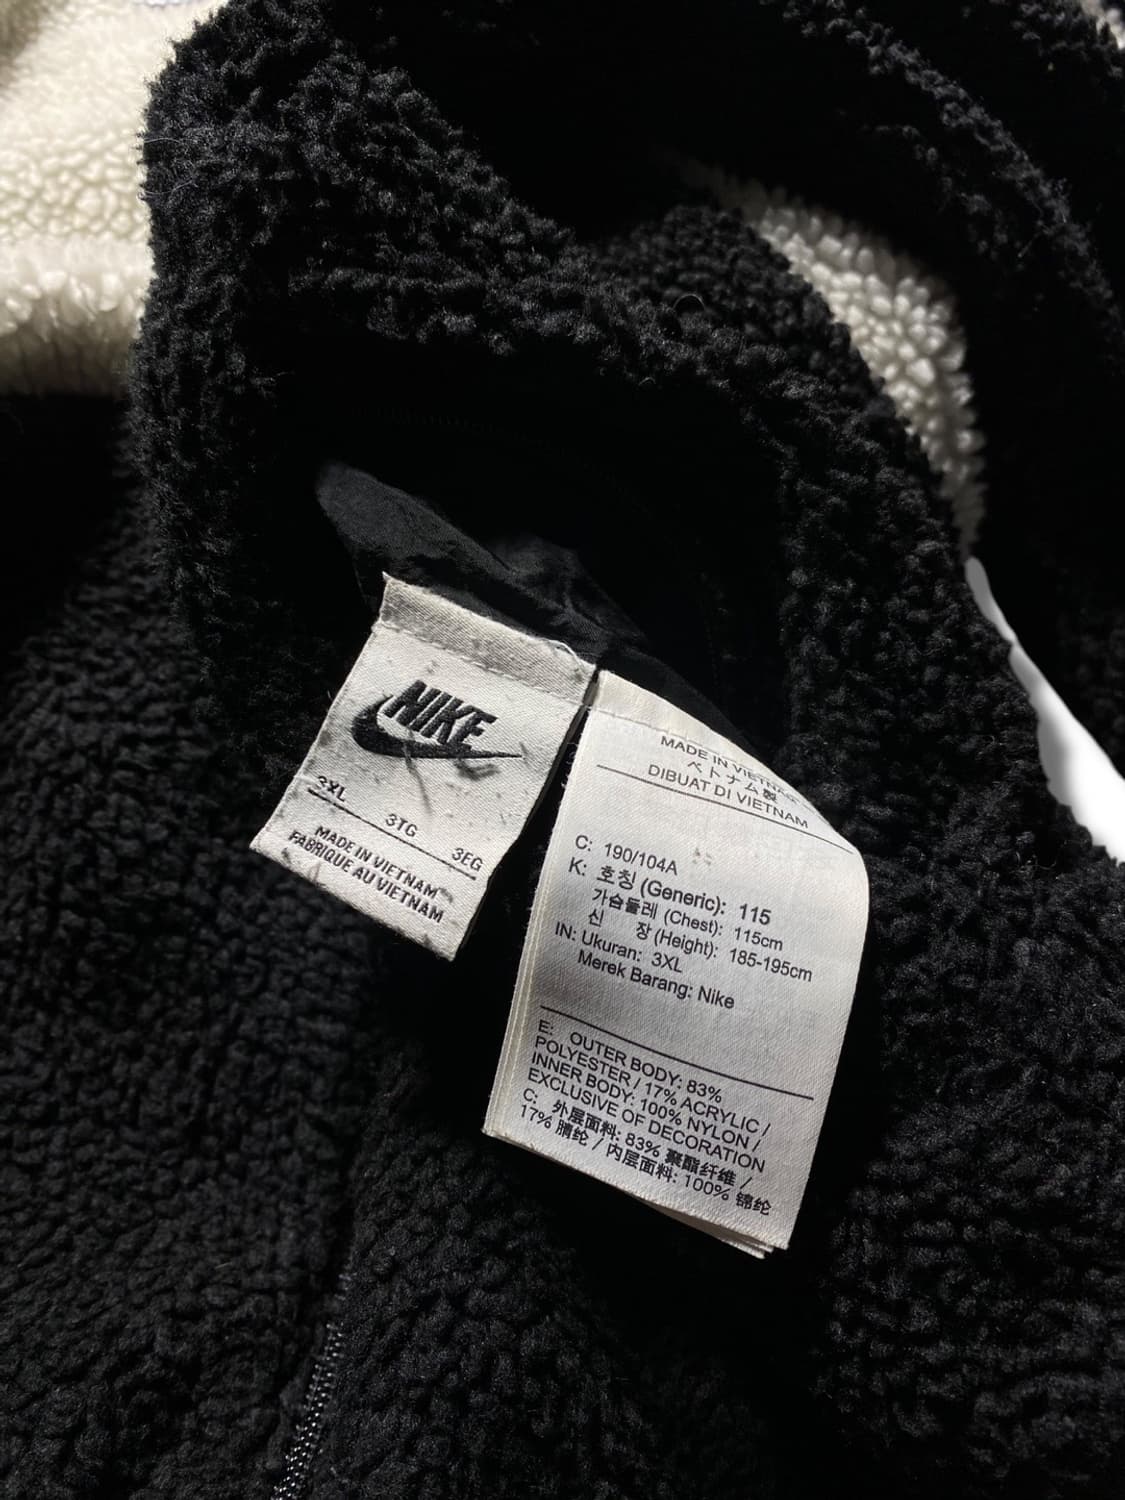 NIKE
3XL 3TG 3EG
MADE IN VIETNAM
FABRIQUE AU VIETNAM
MADE IN VIETNAM
ベトナム製
DIBUAT DI VIETNAM
C: 190/104A
K: 호칭 (Generic): 115
가슴둘레 (Chest): 115cm
신 장 (Height): 185-195cm
IN: Ukuran: 3XL
Merek Barang: Nike
E: OUTER BODY: 83%
POLYESTER / 17% ACRYLIC /
INNER BODY: 100% NYLON /
EXCLUSIVE OF DECORATION
C: 外层面料: 83% 聚酯纤维 /
17% 腈纶 / 内层面料: 100% 锦纶